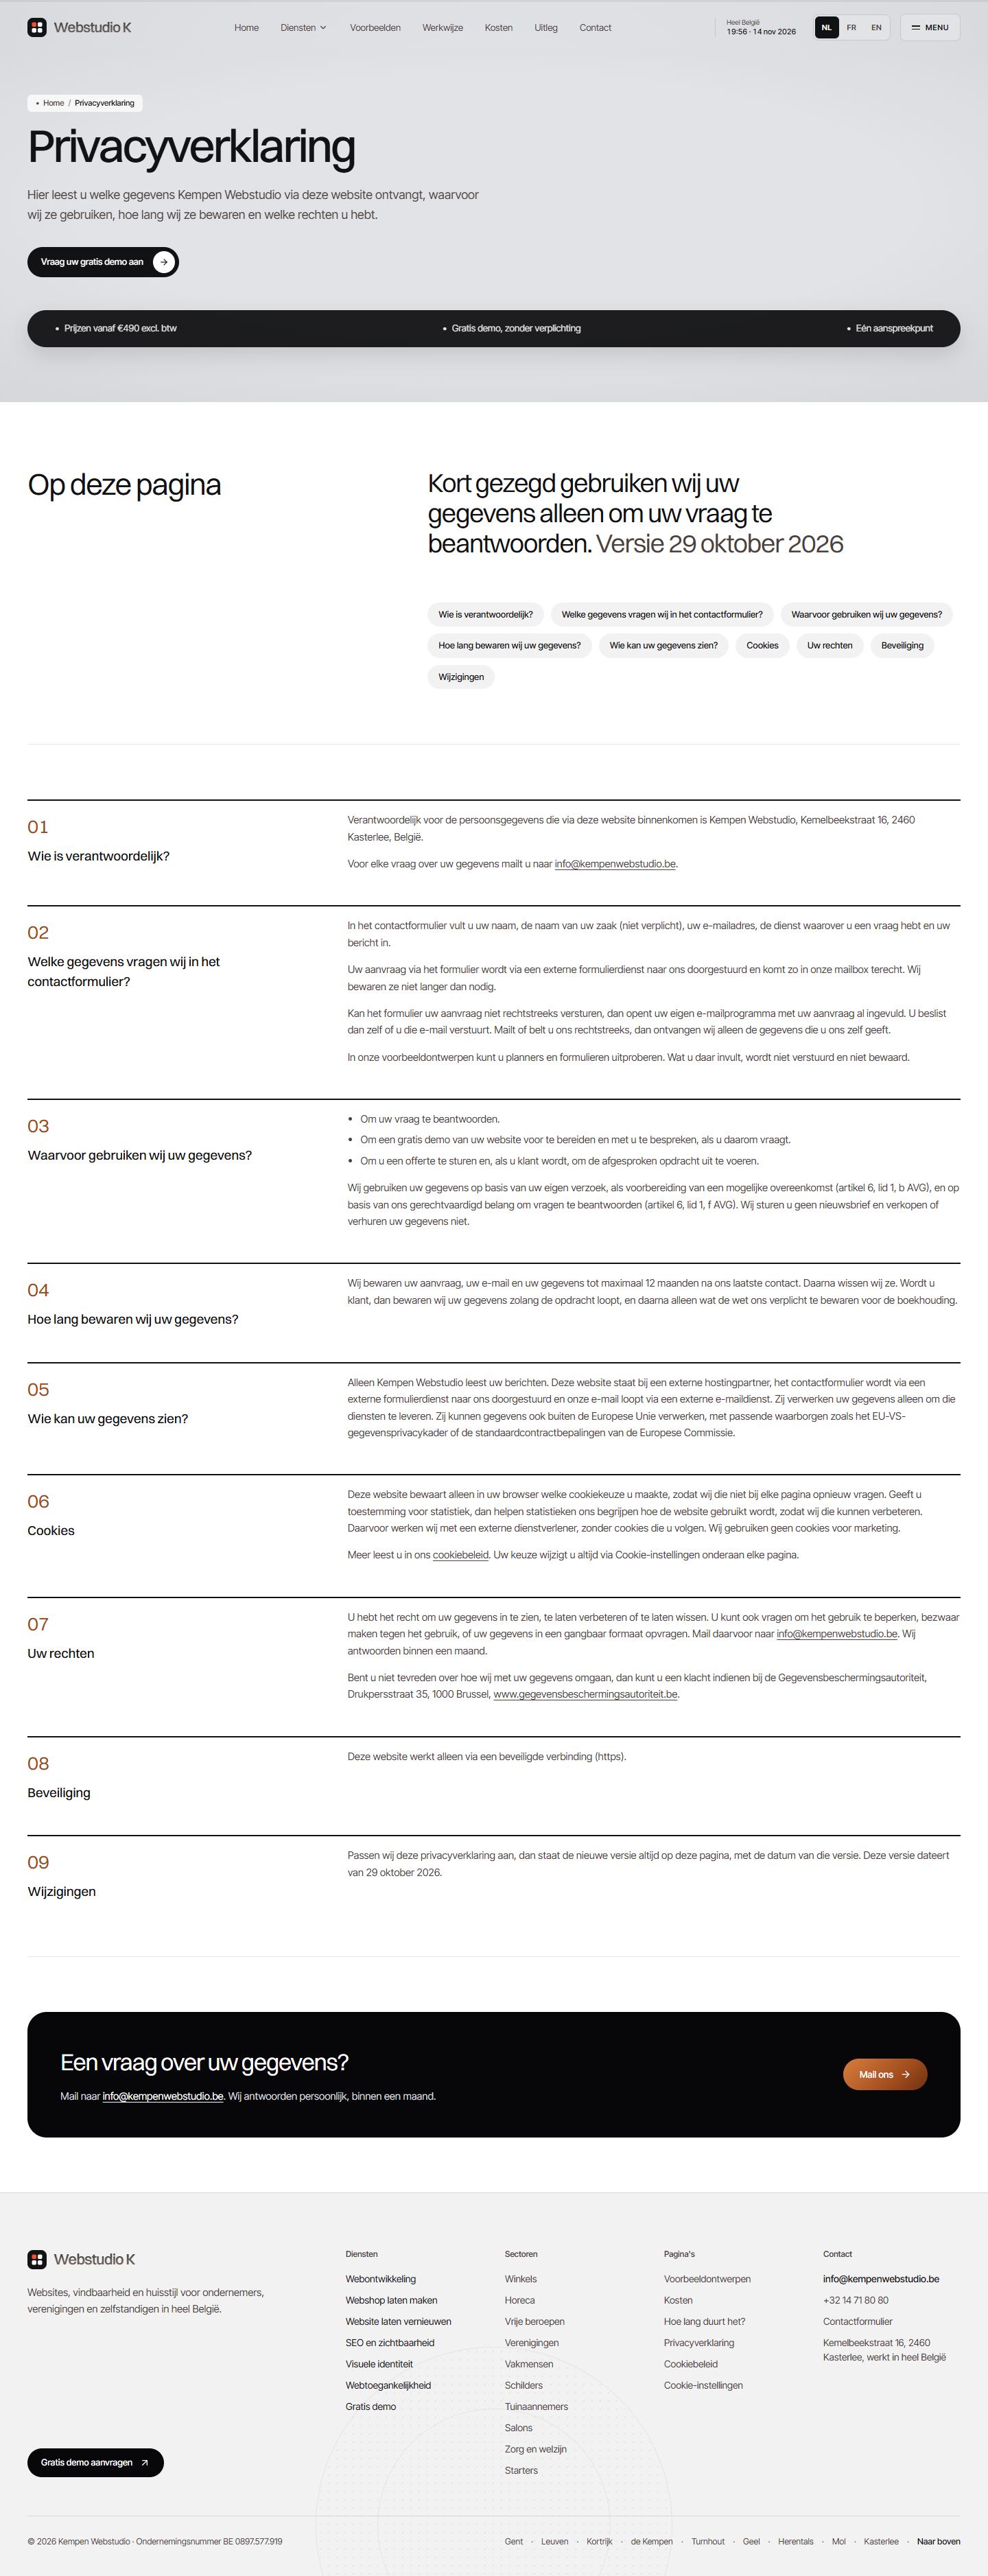 Webstudio K
Home
Diensten
Voorbeelden
Werkwijze
Kosten
Uitleg
Contact
Heel België
19:56 · 14 nov 2026
NL
FR
EN
MENU
• Home / Privacyverklaring
Privacyverklaring
Hier leest u welke gegevens Kempen Webstudio via deze website ontvangt, waarvoor
wij ze gebruiken, hoe lang wij ze bewaren en welke rechten u hebt.
Vraag uw gratis demo aan
• Prijzen vanaf €490 excl. btw
• Gratis demo, zonder verplichting
• Eén aanspreekpunt
Op deze pagina
Kort gezegd gebruiken wij uw
gegevens alleen om uw vraag te
beantwoorden. Versie 29 oktober 2026
Wie is verantwoordelijk?
Welke gegevens vragen wij in het contactformulier?
Waarvoor gebruiken wij uw gegevens?
Hoe lang bewaren wij uw gegevens?
Wie kan uw gegevens zien?
Cookies
Uw rechten
Beveiliging
Wijzigingen
01
Wie is verantwoordelijk?
Verantwoordelijk voor de persoonsgegevens die via deze website binnenkomen is Kempen Webstudio, Kemelbeekstraat 16, 2460
Kasterlee, België.
Voor elke vraag over uw gegevens mailt u naar info@kempenwebstudio.be.
02
Welke gegevens vragen wij in het
contactformulier?
In het contactformulier vult u uw naam, de naam van uw zaak (niet verplicht), uw e-mailadres, de dienst waarover u een vraag hebt en uw
bericht in.
Uw aanvraag via het formulier wordt via een externe formulierdienst naar ons doorgestuurd en komt zo in onze mailbox terecht. Wij
bewaren ze niet langer dan nodig.
Kan het formulier uw aanvraag niet rechtstreeks versturen, dan opent uw eigen e-mailprogramma met uw aanvraag al ingevuld. U beslist
dan zelf of u die e-mail verstuurt. Mailt of belt u ons rechtstreeks, dan ontvangen wij alleen de gegevens die u ons zelf geeft.
In onze voorbeeldontwerpen kunt u planners en formulieren uitproberen. Wat u daar invult, wordt niet verstuurd en niet bewaard.
03
Waarvoor gebruiken wij uw gegevens?
• Om uw vraag te beantwoorden.
• Om een gratis demo van uw website voor te bereiden en met u te bespreken, als u daarom vraagt.
• Om u een offerte te sturen en, als u klant wordt, om de afgesproken opdracht uit te voeren.
Wij gebruiken uw gegevens op basis van uw eigen verzoek, als voorbereiding van een mogelijke overeenkomst (artikel 6, lid 1, b AVG), en op
basis van ons gerechtvaardigd belang om vragen te beantwoorden (artikel 6, lid 1, f AVG). Wij sturen u geen nieuwsbrief en verkopen of
verhuren uw gegevens niet.
04
Hoe lang bewaren wij uw gegevens?
Wij bewaren uw aanvraag, uw e-mail en uw gegevens tot maximaal 12 maanden na ons laatste contact. Daarna wissen wij ze. Wordt u
klant, dan bewaren wij uw gegevens zolang de opdracht loopt, en daarna alleen wat de wet ons verplicht te bewaren voor de boekhouding.
05
Wie kan uw gegevens zien?
Alleen Kempen Webstudio leest uw berichten. Deze website staat bij een externe hostingpartner, het contactformulier wordt via een
externe formulierdienst naar ons doorgestuurd en onze e-mail loopt via een externe e-maildienst. Zij verwerken uw gegevens alleen om die
diensten te leveren. Zij kunnen gegevens ook buiten de Europese Unie verwerken, met passende waarborgen zoals het EU-VS-
gegevensprivacykader of de standaardcontractbepalingen van de Europese Commissie.
06
Cookies
Deze website bewaart alleen in uw browser welke cookiekeuze u maakte, zodat wij die niet bij elke pagina opnieuw vragen. Geeft u
toestemming voor statistiek, dan helpen statistieken ons begrijpen hoe de website gebruikt wordt, zodat wij die kunnen verbeteren.
Daarvoor werken wij met een externe dienstverlener, zonder cookies die u volgen. Wij gebruiken geen cookies voor marketing.
Meer leest u in ons cookiebeleid. Uw keuze wijzigt u altijd via Cookie-instellingen onderaan elke pagina.
07
Uw rechten
U hebt het recht om uw gegevens in te zien, te laten verbeteren of te laten wissen. U kunt ook vragen om het gebruik te beperken, bezwaar
maken tegen het gebruik, of uw gegevens in een gangbaar formaat opvragen. Mail daarvoor naar info@kempenwebstudio.be. Wij
antwoorden binnen een maand.
Bent u niet tevreden over hoe wij met uw gegevens omgaan, dan kunt u een klacht indienen bij de Gegevensbeschermingsautoriteit,
Drukpersstraat 35, 1000 Brussel, www.gegevensbeschermingsautoriteit.be.
08
Beveiliging
Deze website werkt alleen via een beveiligde verbinding (https).
09
Wijzigingen
Passen wij deze privacyverklaring aan, dan staat de nieuwe versie altijd op deze pagina, met de datum van die versie. Deze versie dateert
van 29 oktober 2026.
Een vraag over uw gegevens?
Mail naar info@kempenwebstudio.be. Wij antwoorden persoonlijk, binnen een maand.
Mail ons
Webstudio K
Websites, vindbaarheid en huisstijl voor ondernemers,
verenigingen en zelfstandigen in heel België.
Gratis demo aanvragen
Diensten
Webontwikkeling
Webshop laten maken
Website laten vernieuwen
SEO en zichtbaarheid
Visuele identiteit
Webtoegankelijkheid
Gratis demo
Sectoren
Winkels
Horeca
Vrije beroepen
Verenigingen
Vakmensen
Schilders
Tuinaannemers
Salons
Zorg en welzijn
Starters
Pagina's
Voorbeeldontwerpen
Kosten
Hoe lang duurt het?
Privacyverklaring
Cookiebeleid
Cookie-instellingen
Contact
info@kempenwebstudio.be
+32 14 71 80 80
Contactformulier
Kemelbeekstraat 16, 2460
Kasterlee, werkt in heel België
© 2026 Kempen Webstudio · Ondernemingsnummer BE 0897.577.919
Gent · Leuven · Kortrijk · de Kempen · Turnhout · Geel · Herentals · Mol · Kasterlee · Naar boven